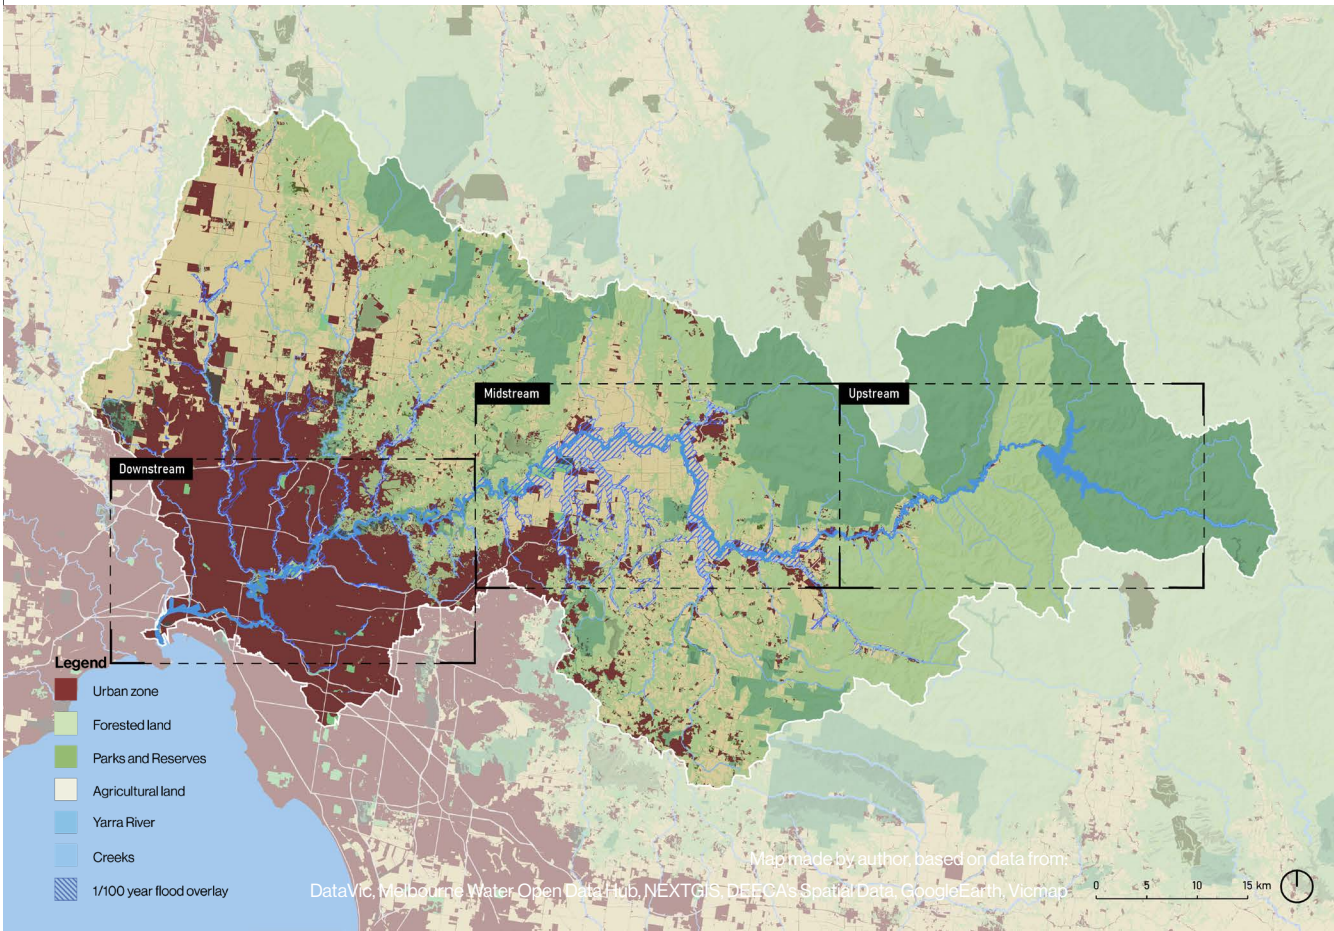 Midstream
Upstream
Downstream
Legend
Urban zone
Forested land
Parks and Reserves
Agricultural land
Yarra River
Creeks
1/100 year flood overlay
Map made by author, based on data from:
DataVic, Melbourne Water Open Data Hub, NEXTGIS, DEECA's Spatial Data, GoogleEarth, Vicmap
0 5 10 15 km